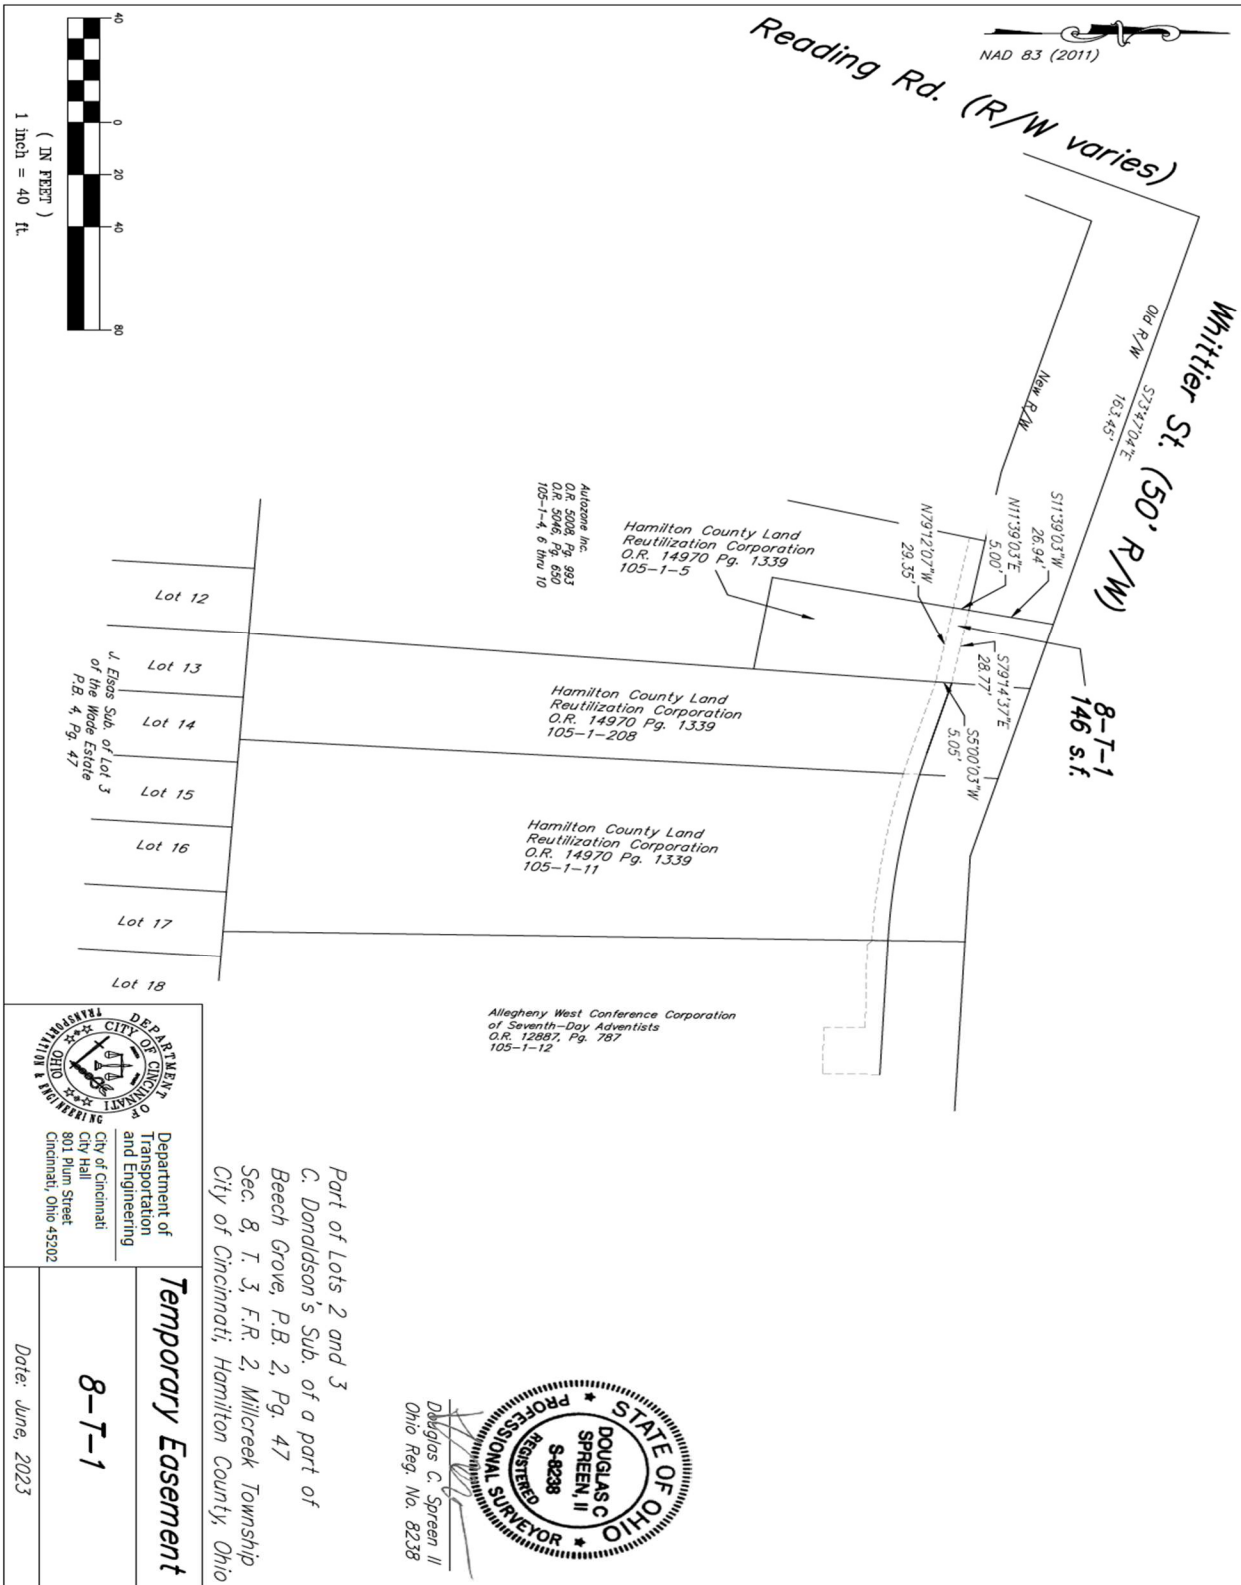 NAD 83 (2011)
Reading Rd. (R/W varies)
Whittier St. (50' R/W)
Old R/W
S73°47'04"E
163.45'
New R/W
S11°39'03"W
26.94'
N11°39'03"E
5.00'
N79°12'07"W
29.35'
S79°14'37"E
28.77'
S5°00'03"W
5.05'
8-T-1
146 s.f.
40
0
20
40
80
( IN FEET )
1 inch = 40 ft.
Autozone Inc.
O.R. 5008, Pg. 993
O.R. 5046, Pg. 650
105-1-4, 6 thru 10
Hamilton County Land
Reutilization Corporation
O.R. 14970 Pg. 1339
105-1-5
Hamilton County Land
Reutilization Corporation
O.R. 14970 Pg. 1339
105-1-208
Hamilton County Land
Reutilization Corporation
O.R. 14970 Pg. 1339
105-1-11
Allegheny West Conference Corporation
of Seventh-Day Adventists
O.R. 12887, Pg. 787
105-1-12
Lot 12
Lot 13
Lot 14
Lot 15
Lot 16
Lot 17
Lot 18
J. Elsas Sub. of Lot 3
of the Wade Estate
P.B. 4, Pg. 47
Part of Lots 2 and 3
C. Donaldson's Sub. of a part of
Beech Grove, P.B. 2, Pg. 47
Sec. 8, T. 3, F.R. 2, Millcreek Township
City of Cincinnati, Hamilton County, Ohio
STATE OF OHIO
DOUGLAS C
SPREEN, II
S-8238
REGISTERED
PROFESSIONAL SURVEYOR
Douglas C. Spreen II
Ohio Reg. No. 8238
DEPARTMENT OF
TRANSPORTATION & ENGINEERING
CITY OF CINCINNATI
OHIO
Department of
Transportation
and Engineering
City of Cincinnati
City Hall
801 Plum Street
Cincinnati, Ohio 45202
Temporary Easement
8-T-1
Date: June, 2023